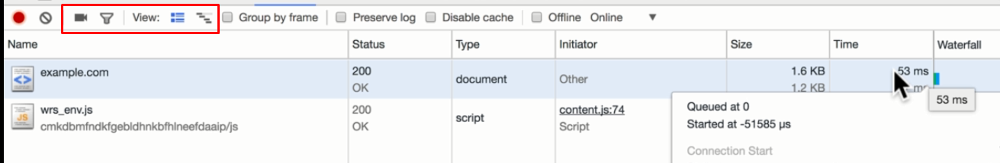 View: Group by frame Preserve log Disable cache Offline Online
Name Status Type Initiator Size Time Waterfall
example.com 200 OK document Other 1.6 KB 1.2 KB 53 ms
53 ms
wrs_env.js 200 OK script content.js:74 Script
cmkdbmfndkfgebldhnkbfhlneefdaaip/js
Queued at 0
Started at -51585 μs
Connection Start